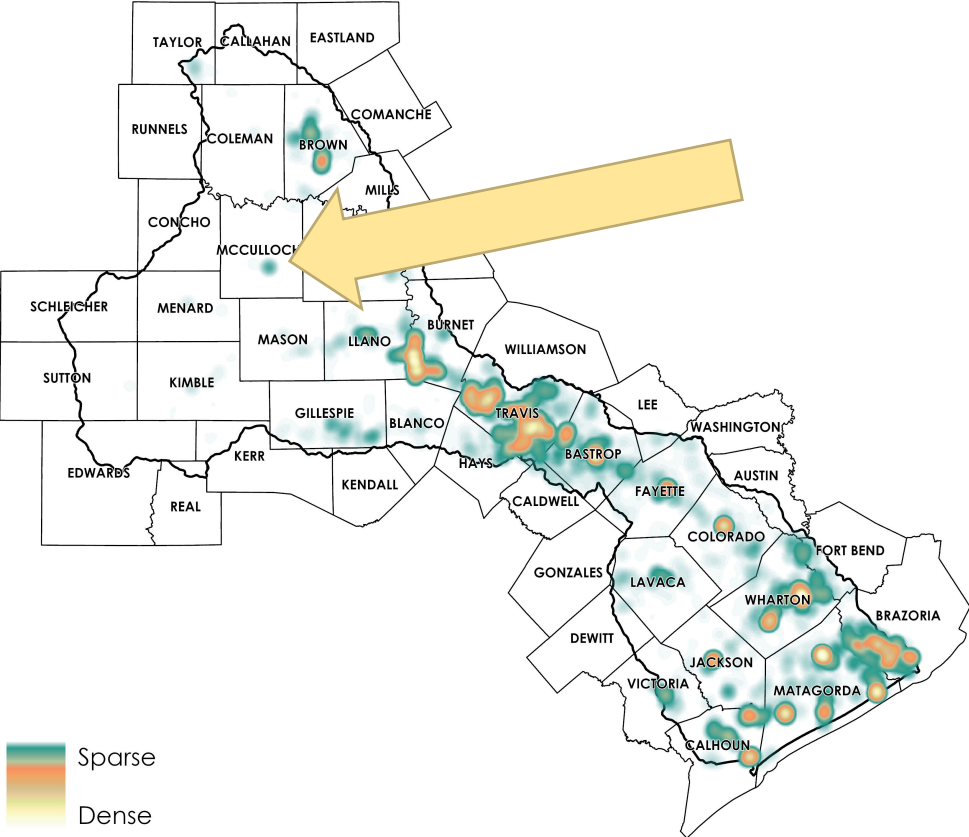 TAYLOR
CALLAHAN
EASTLAND
RUNNELS
COLEMAN
BROWN
COMANCHE
MILLS
CONCHO
MCCULLOCH
SCHLEICHER
MENARD
MASON
LLANO
BURNET
WILLIAMSON
SUTTON
KIMBLE
GILLESPIE
BLANCO
TRAVIS
LEE
WASHINGTON
EDWARDS
KERR
REAL
KENDALL
HAYS
BASTROP
CALDWELL
FAYETTE
AUSTIN
COLORADO
FORT BEND
GONZALES
LAVACA
WHARTON
BRAZORIA
DEWITT
JACKSON
VICTORIA
MATAGORDA
CALHOUN
Sparse
Dense